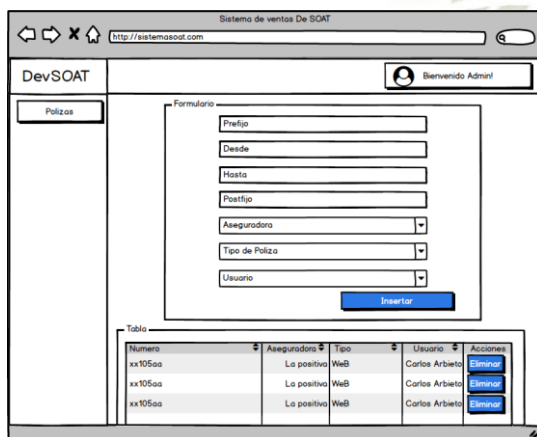 Sistema de ventas De SOAT
http://sistemasoat.com
DevSOAT
Bienvenido Admin!
Polizas
Formulario
Prefijo
Desde
Hasta
Postfijo
Aseguradora
Tipo de Poliza
Usuario
Insertar
Tabla
Numero Aseguradora Tipo Usuario Acciones
xx105aa La positiva WeB Carlos Arbieto Eliminar
xx105aa La positiva WeB Carlos Arbieto Eliminar
xx105aa La positiva WeB Carlos Arbieto Eliminar